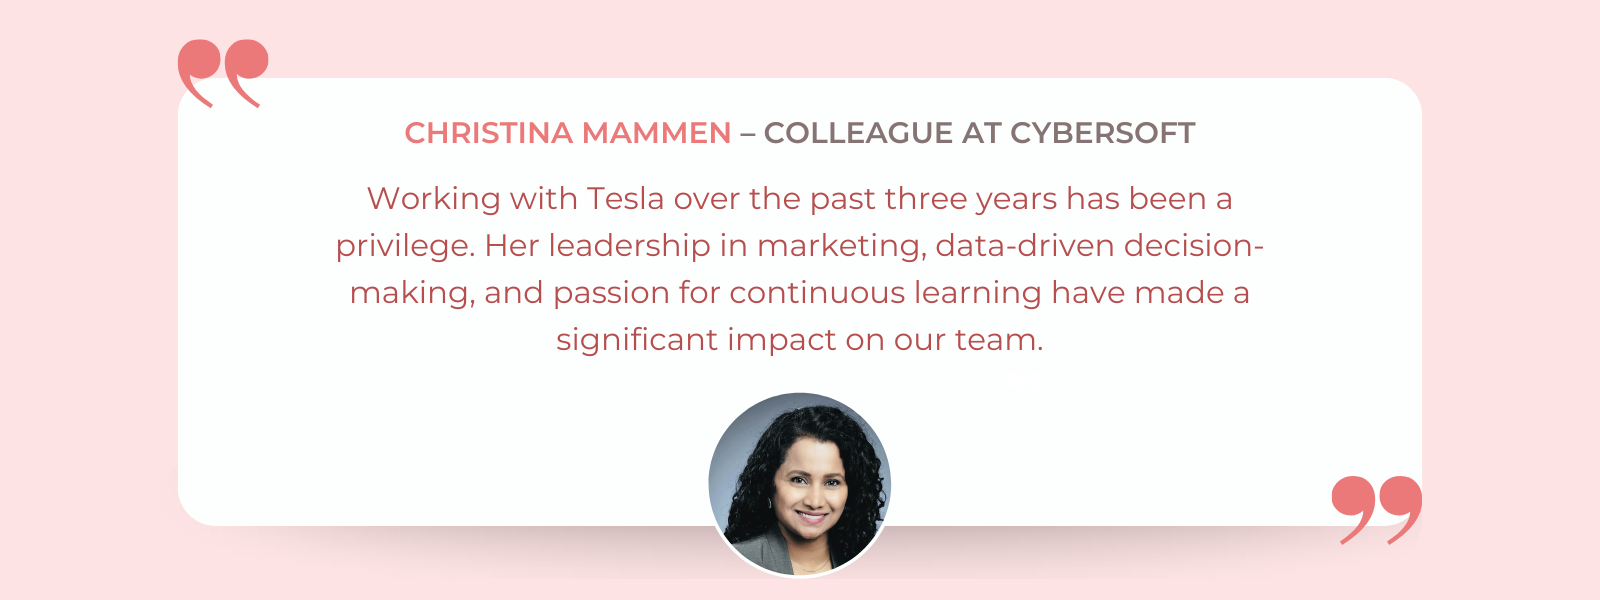 CHRISTINA MAMMEN – COLLEAGUE AT CYBERSOFT
Working with Tesla over the past three years has been a
privilege. Her leadership in marketing, data-driven decision-
making, and passion for continuous learning have made a
significant impact on our team.